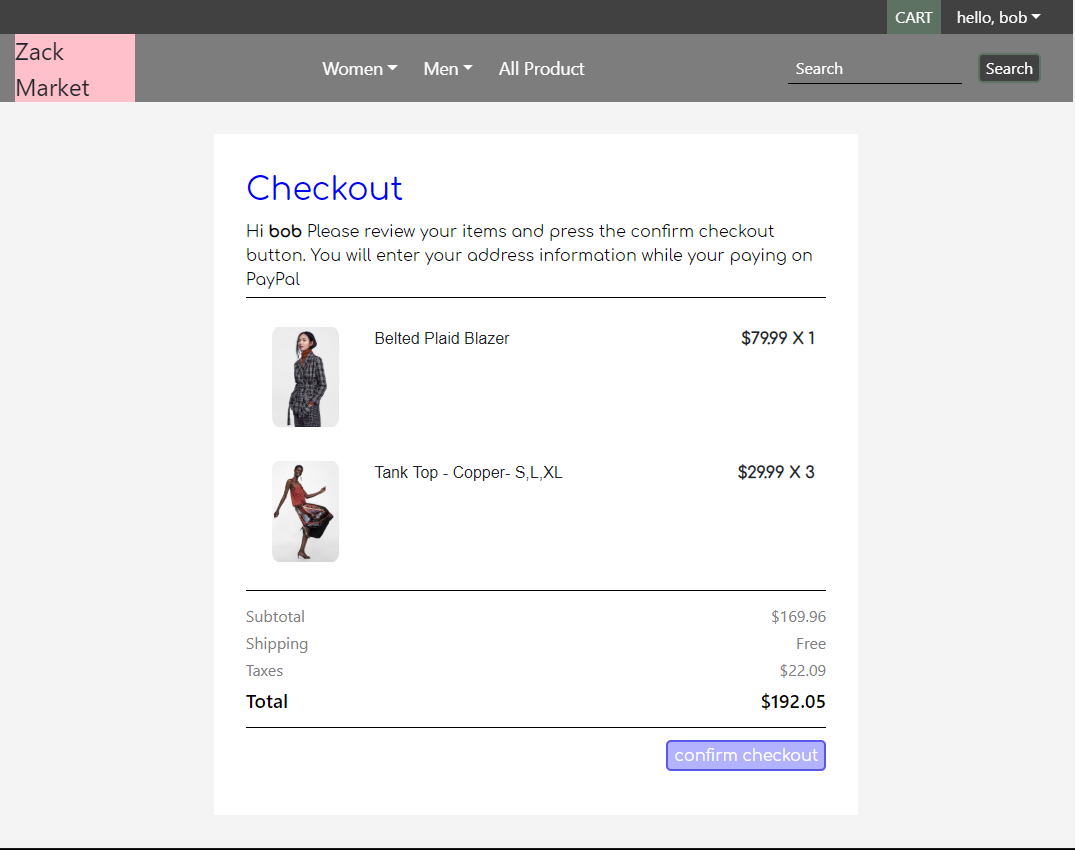 CART hello, bob
Zack
Market
Women Men All Product Search Search
Checkout
Hi bob Please review your items and press the confirm checkout
button. You will enter your address information while your paying on
PayPal
Belted Plaid Blazer $79.99 X 1
Tank Top - Copper- S,L,XL $29.99 X 3
Subtotal $169.96
Shipping Free
Taxes $22.09
Total $192.05
confirm checkout